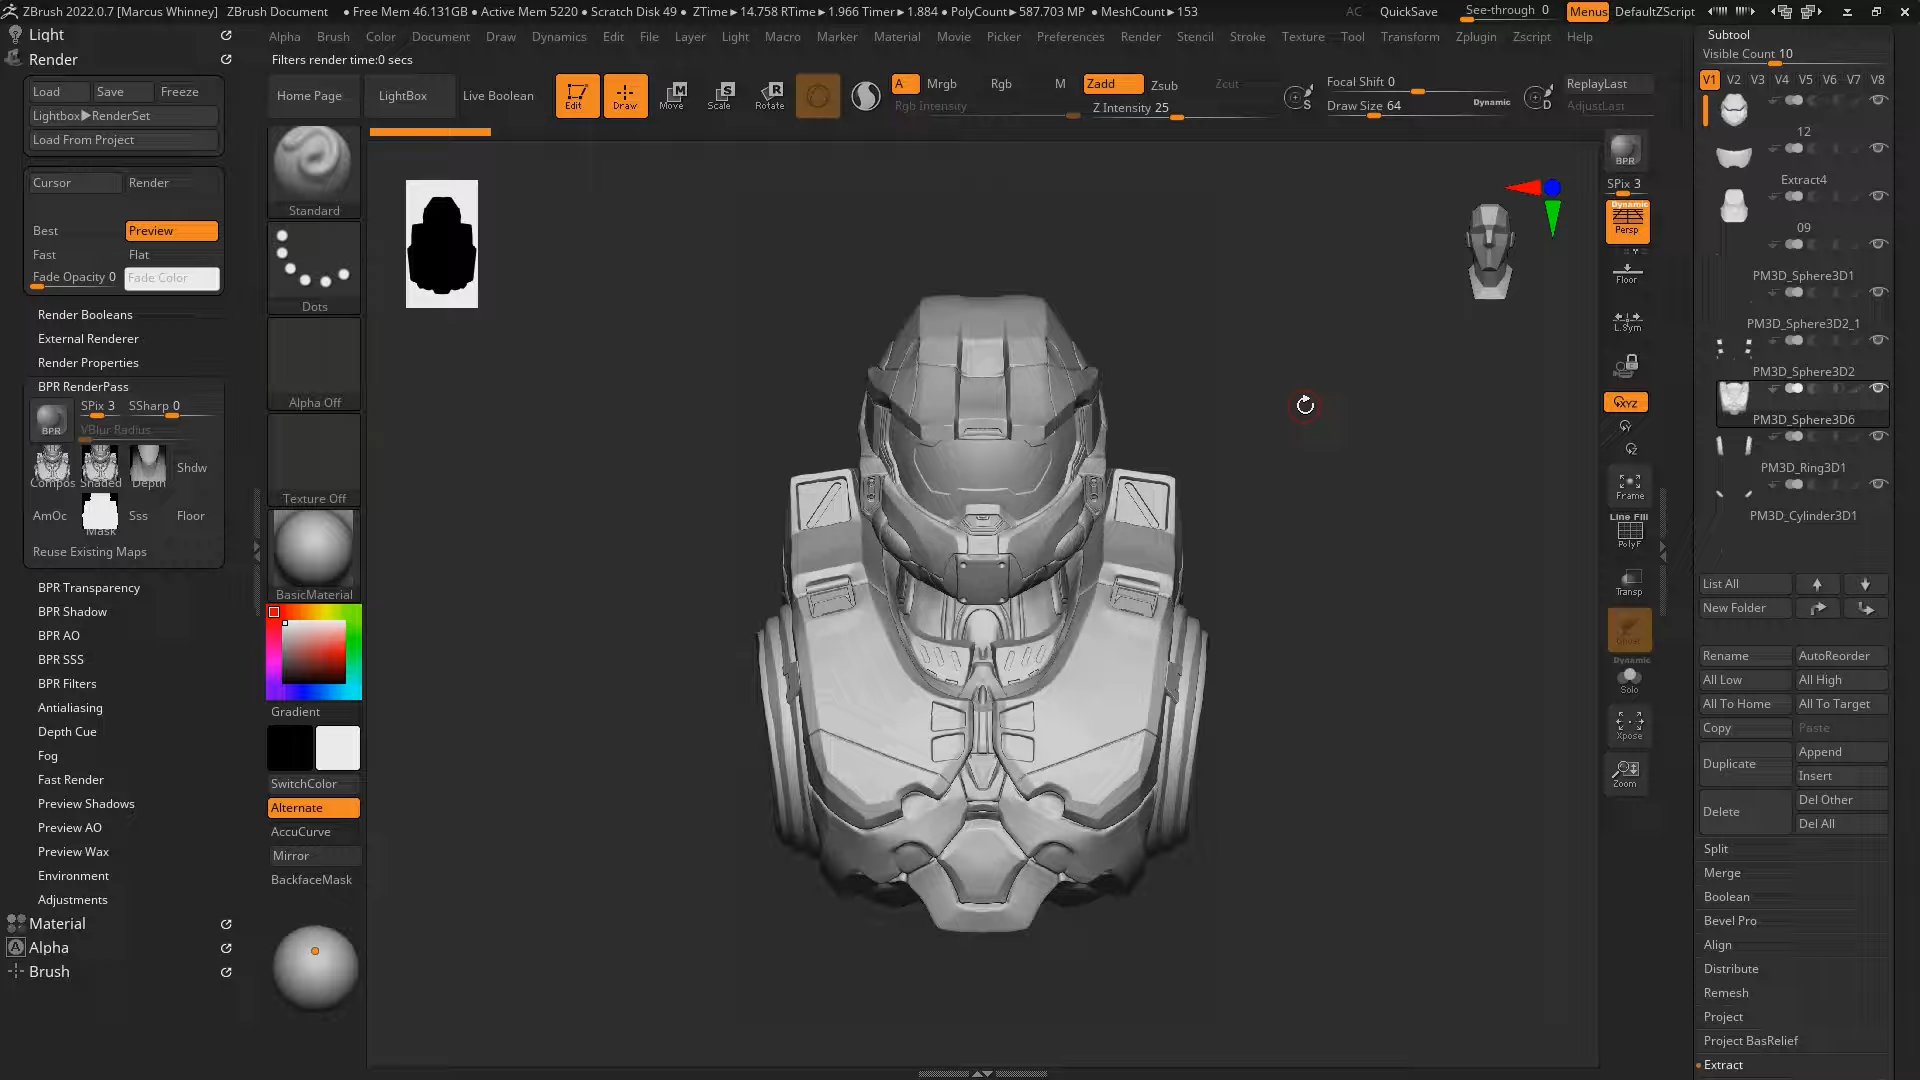 ZBrush 2022.0.7 [Marcus Whinney] ZBrush Document • Free Mem 46.131GB • Active Mem 5220 • Scratch Disk 49 • ZTime▸14.758 RTime▸1.966 Timer▸1.884 • PolyCount▸587.703 MP • MeshCount▸153 AC QuickSave See-through 0 Menus DefaultZScript
Alpha Brush Color Document Draw Dynamics Edit File Layer Light Macro Marker Material Movie Picker Preferences Render Stencil Stroke Texture Tool Transform Zplugin Zscript Help
Filters render time:0 secs
Home Page LightBox Live Boolean Edit Draw Move Scale Rotate
A Mrgb Rgb M Zadd Zsub Zcut
Rgb Intensity Z Intensity 25
Focal Shift 0
Draw Size 64 Dynamic
S
D
ReplayLast
AdjustLast
Light
Render
Load Save Freeze
Lightbox▶RenderSet
Load From Project
Cursor Render
Best Preview
Fast Flat
Fade Opacity 0 Fade Color
Render Booleans
External Renderer
Render Properties
BPR RenderPass
BPR
SPix 3 SSharp 0
VBlur Radius
Compos Shaded Depth Shdw
AmOc Mask Sss Floor
Reuse Existing Maps
BPR Transparency
BPR Shadow
BPR AO
BPR SSS
BPR Filters
Antialiasing
Depth Cue
Fog
Fast Render
Preview Shadows
Preview AO
Preview Wax
Environment
Adjustments
Material
Alpha
Brush
Standard
Dots
Alpha Off
Texture Off
BasicMaterial
Gradient
SwitchColor
Alternate
AccuCurve
Mirror
BackfaceMask
BPR
SPix 3
Dynamic
Persp
Floor
L.Sym
XYZ
Frame
Line Fill
PolyF
Transp
Ghost
Dynamic
Solo
Xpose
Zoom
Subtool
Visible Count 10
V1 V2 V3 V4 V5 V6 V7 V8
12
Extract4
09
PM3D_Sphere3D1
PM3D_Sphere3D2_1
PM3D_Sphere3D2
PM3D_Sphere3D6
PM3D_Ring3D1
PM3D_Cylinder3D1
List All
New Folder
Rename AutoReorder
All Low All High
All To Home All To Target
Copy Paste
Duplicate Append
Insert
Delete Del Other
Del All
Split
Merge
Boolean
Bevel Pro
Align
Distribute
Remesh
Project
Project BasRelief
Extract